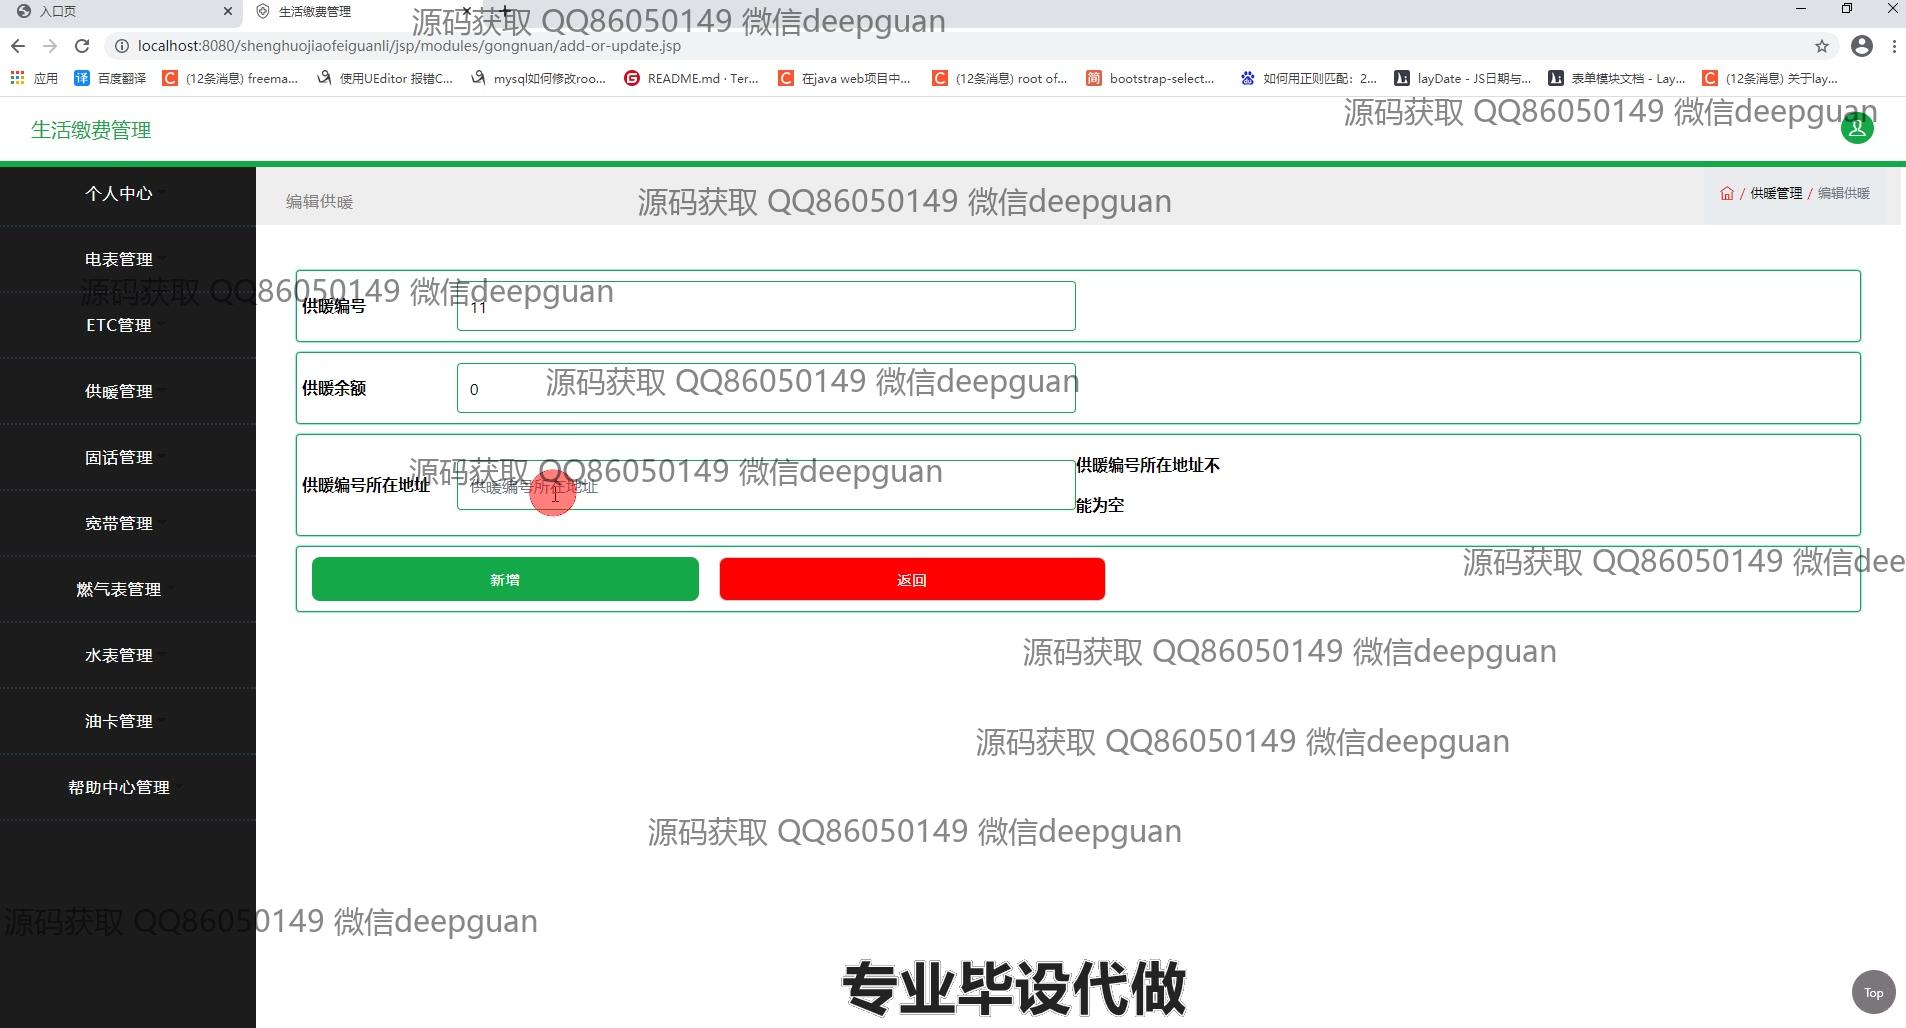 入口页
生活缴费管理
源码获取 QQ86050149 微信deepguan
localhost:8080/shenghuojiaofeiguanli/jsp/modules/gongnuan/add-or-update.jsp
应用
百度翻译
(12条消息) freema...
使用UEditor 报错C...
mysql如何修改roo...
README.md · Ter...
在java web项目中...
(12条消息) root of...
bootstrap-select...
如何用正则匹配：2...
layDate - JS日期与...
表单模块文档 - Lay...
(12条消息) 关于lay...
源码获取 QQ86050149 微信deepguan
生活缴费管理
个人中心
编辑供暖
源码获取 QQ86050149 微信deepguan
/ 供暖管理 / 编辑供暖
电表管理
源码获取 QQ86050149 微信deepguan
供暖编号
11
ETC管理
供暖管理
供暖余额
0
源码获取 QQ86050149 微信deepguan
固话管理
源码获取 QQ86050149 微信deepguan
供暖编号所在地址
供暖编号所在地址
供暖编号所在地址不
能为空
宽带管理
源码获取 QQ86050149 微信dee
新增
返回
燃气表管理
水表管理
源码获取 QQ86050149 微信deepguan
油卡管理
源码获取 QQ86050149 微信deepguan
帮助中心管理
源码获取 QQ86050149 微信deepguan
源码获取 QQ86050149 微信deepguan
专业毕设代做
Top